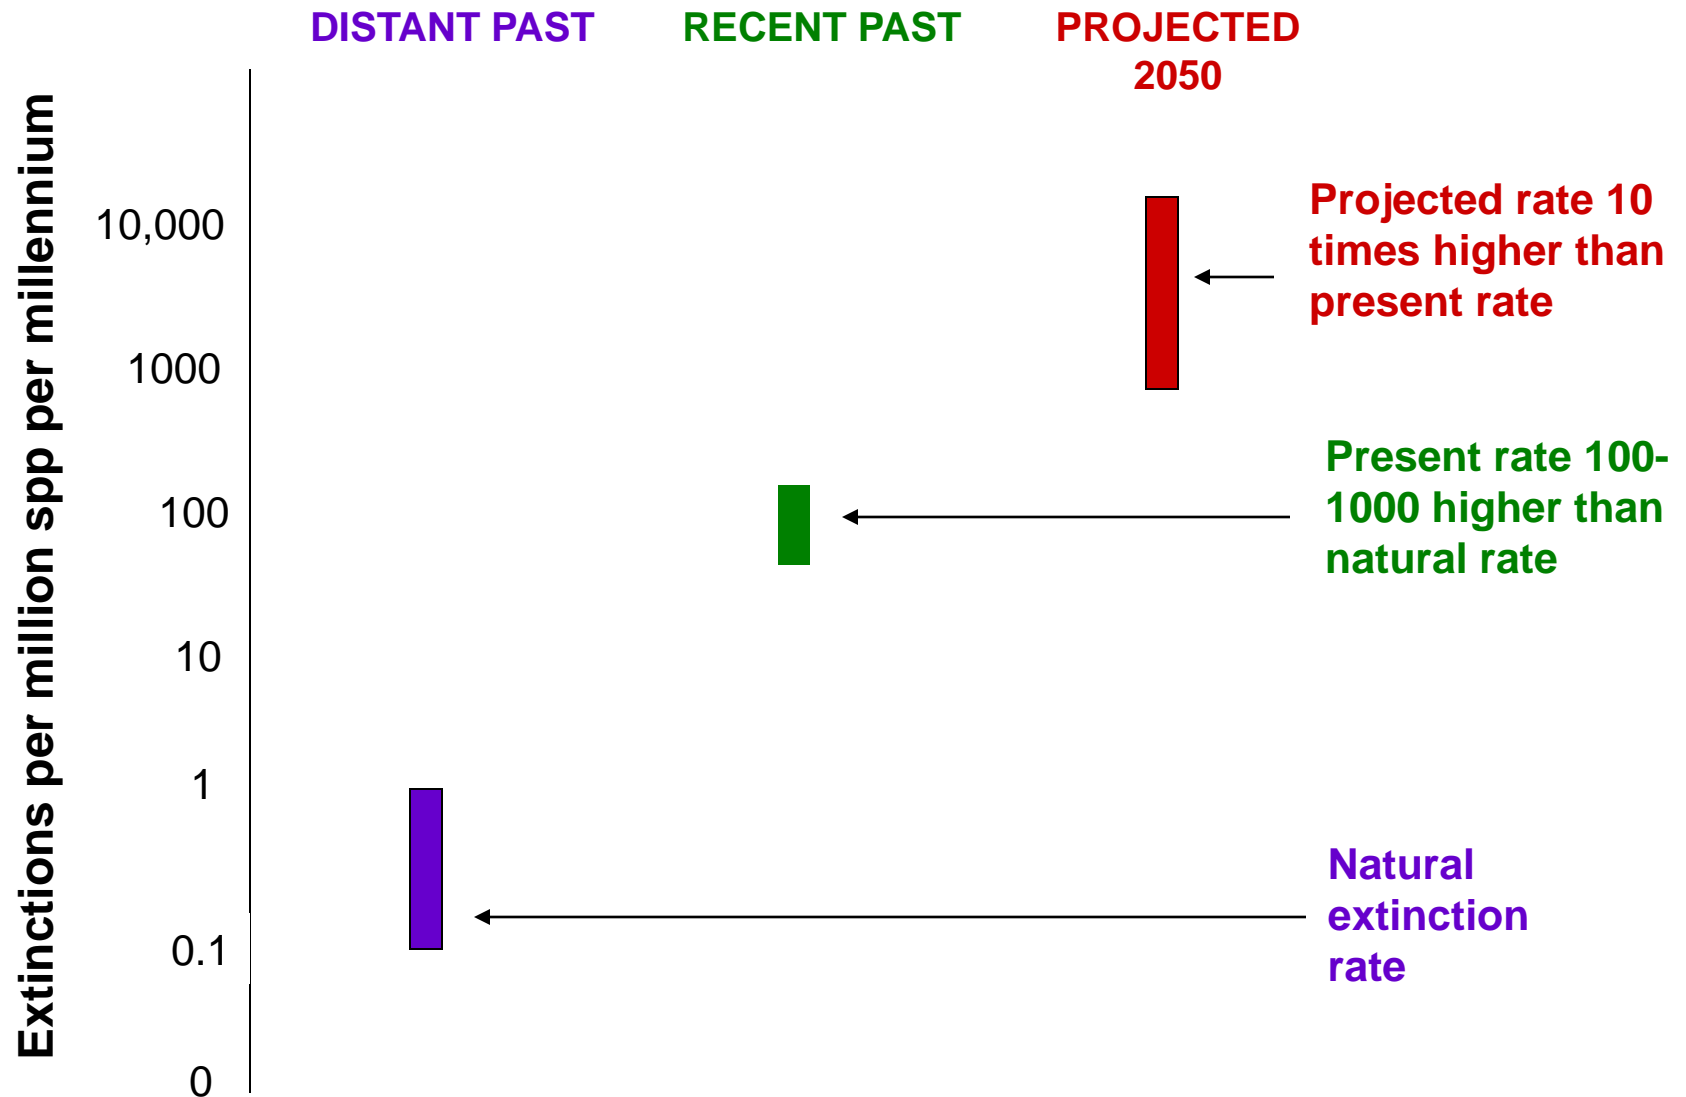 DISTANT PAST
RECENT PAST
PROJECTED
2050
Extinctions per million spp per millennium
10,000
1000
100
10
1
0.1
0
Projected rate 10
times higher than
present rate
Present rate 100-
1000 higher than
natural rate
Natural
extinction
rate